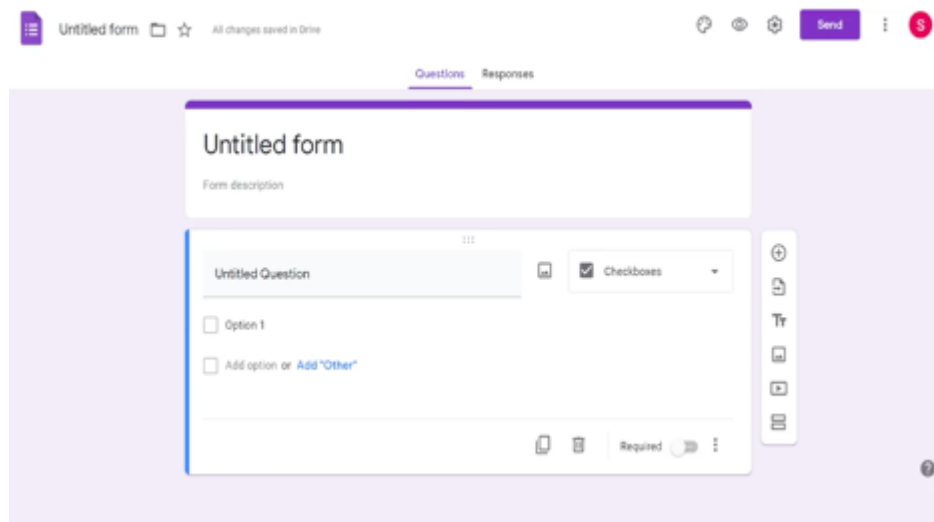 Untitled form All changes saved in Drive Send S
Questions Responses
Untitled form
Form description
Untitled Question Checkboxes
Option 1
Add option or Add "Other"
Required